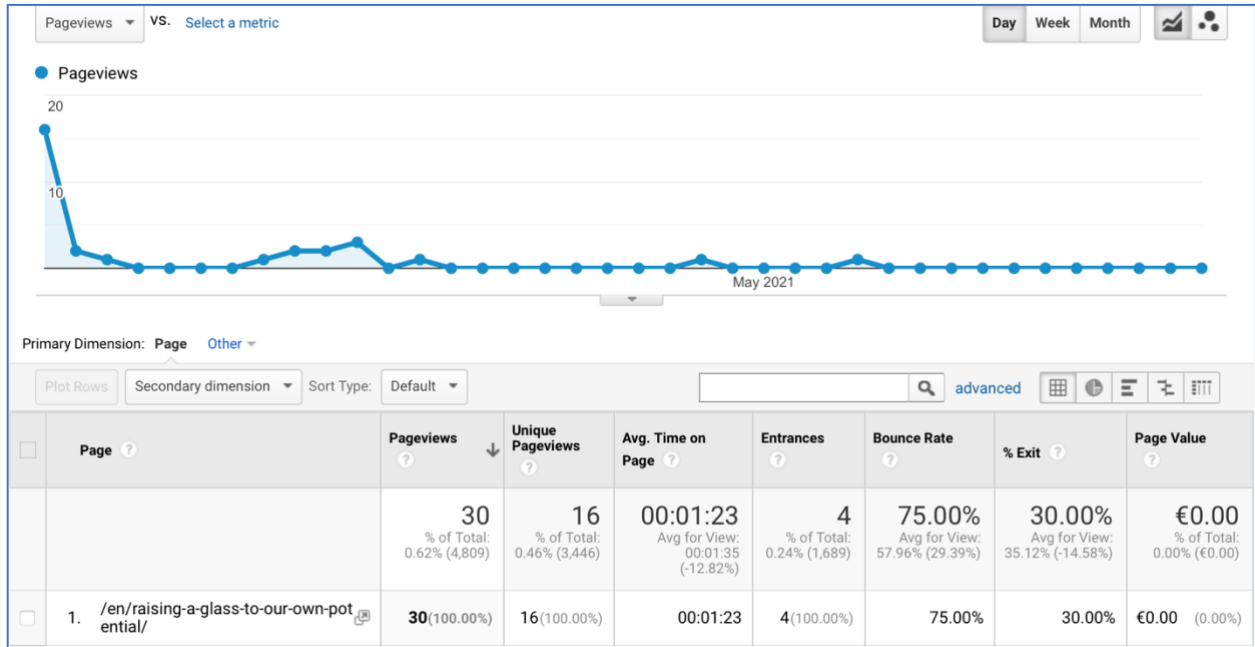 Pageviews VS. Select a metric Day Week Month
Pageviews
20
10
May 2021
Primary Dimension: Page Other
Plot Rows Secondary dimension Sort Type: Default advanced
Page ? Pageviews ? Unique Pageviews ? Avg. Time on Page ? Entrances ? Bounce Rate ? % Exit ? Page Value ?
30 16 00:01:23 4 75.00% 30.00% €0.00
% of Total: % of Total: Avg for View: % of Total: Avg for View: Avg for View: % of Total:
0.62% (4,809) 0.46% (3,446) 00:01:35 0.24% (1,689) 57.96% (29.39%) 35.12% (-14.58%) 0.00% (€0.00)
(-12.82%)
1. /en/raising-a-glass-to-our-own-pot
ential/ 30(100.00%) 16(100.00%) 00:01:23 4(100.00%) 75.00% 30.00% €0.00 (0.00%)